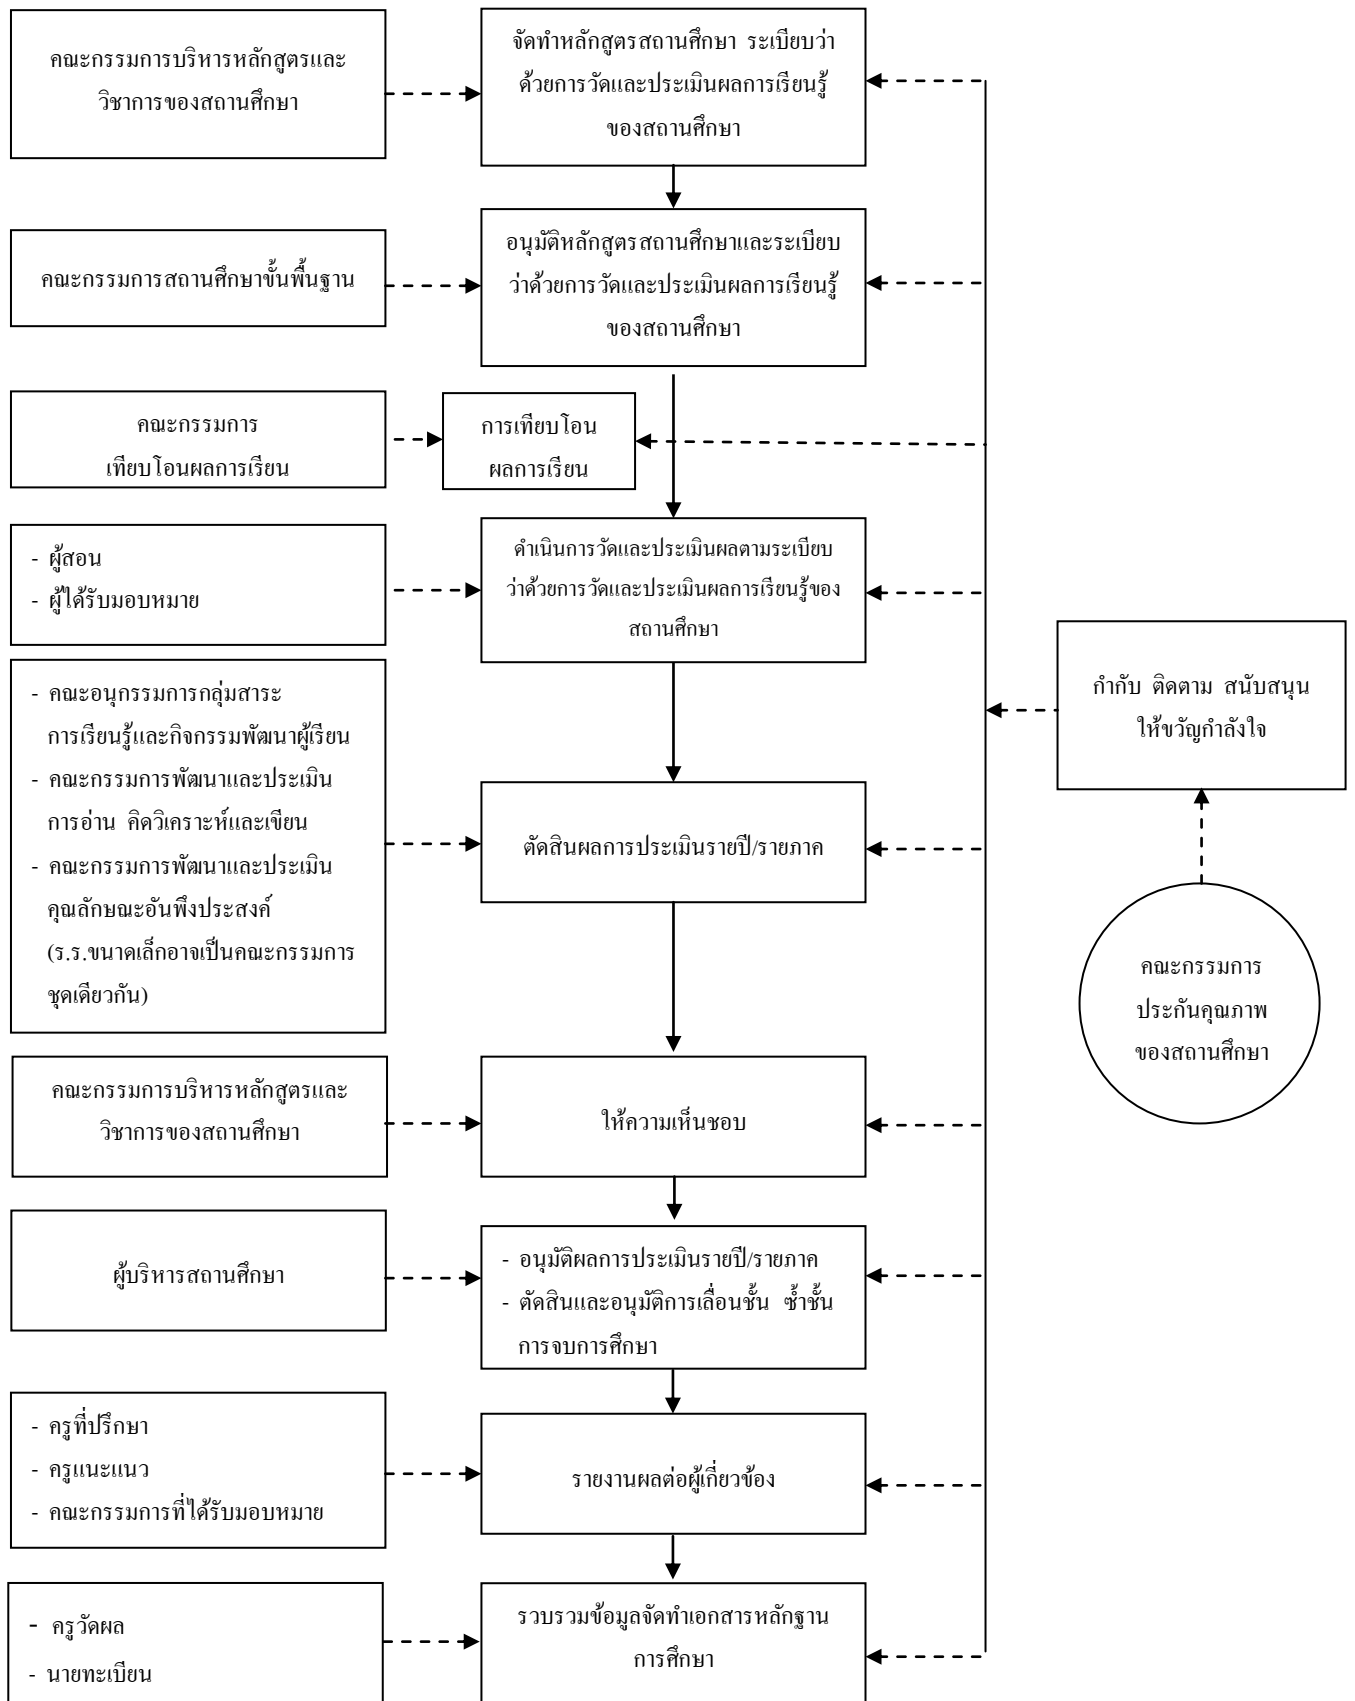 คณะกรรมการบริหารหลักสูตรและ
วิชาการของสถานศึกษา
จัดทำหลักสูตรสถานศึกษา ระเบียบว่า
ด้วยการวัดและประเมินผลการเรียนรู้
ของสถานศึกษา
คณะกรรมการสถานศึกษาขั้นพื้นฐาน
อนุมัติหลักสูตรสถานศึกษาและระเบียบ
ว่าด้วยการวัดและประเมินผลการเรียนรู้
ของสถานศึกษา
คณะกรรมการ
เทียบโอนผลการเรียน
การเทียบโอน
ผลการเรียน
- ผู้สอน
- ผู้ได้รับมอบหมาย
ดำเนินการวัดและประเมินผลตามระเบียบ
ว่าด้วยการวัดและประเมินผลการเรียนรู้ของ
สถานศึกษา
- คณะอนุกรรมการกลุ่มสาระ
การเรียนรู้และกิจกรรมพัฒนาผู้เรียน
- คณะกรรมการพัฒนาและประเมิน
การอ่าน คิดวิเคราะห์และเขียน
- คณะกรรมการพัฒนาและประเมิน
คุณลักษณะอันพึงประสงค์
(ร.ร.ขนาดเล็กอาจเป็นคณะกรรมการ
ชุดเดียวกัน)
ตัดสินผลการประเมินรายปี/รายภาค
กำกับ ติดตาม สนับสนุน
ให้ขวัญกำลังใจ
คณะกรรมการ
ประกันคุณภาพ
ของสถานศึกษา
คณะกรรมการบริหารหลักสูตรและ
วิชาการของสถานศึกษา
ให้ความเห็นชอบ
ผู้บริหารสถานศึกษา
- อนุมัติผลการประเมินรายปี/รายภาค
- ตัดสินและอนุมัติการเลื่อนชั้น ซ้ำชั้น
การจบการศึกษา
- ครูที่ปรึกษา
- ครูแนะแนว
- คณะกรรมการที่ได้รับมอบหมาย
รายงานผลต่อผู้เกี่ยวข้อง
- ครูวัดผล
- นายทะเบียน
รวบรวมข้อมูลจัดทำเอกสารหลักฐาน
การศึกษา